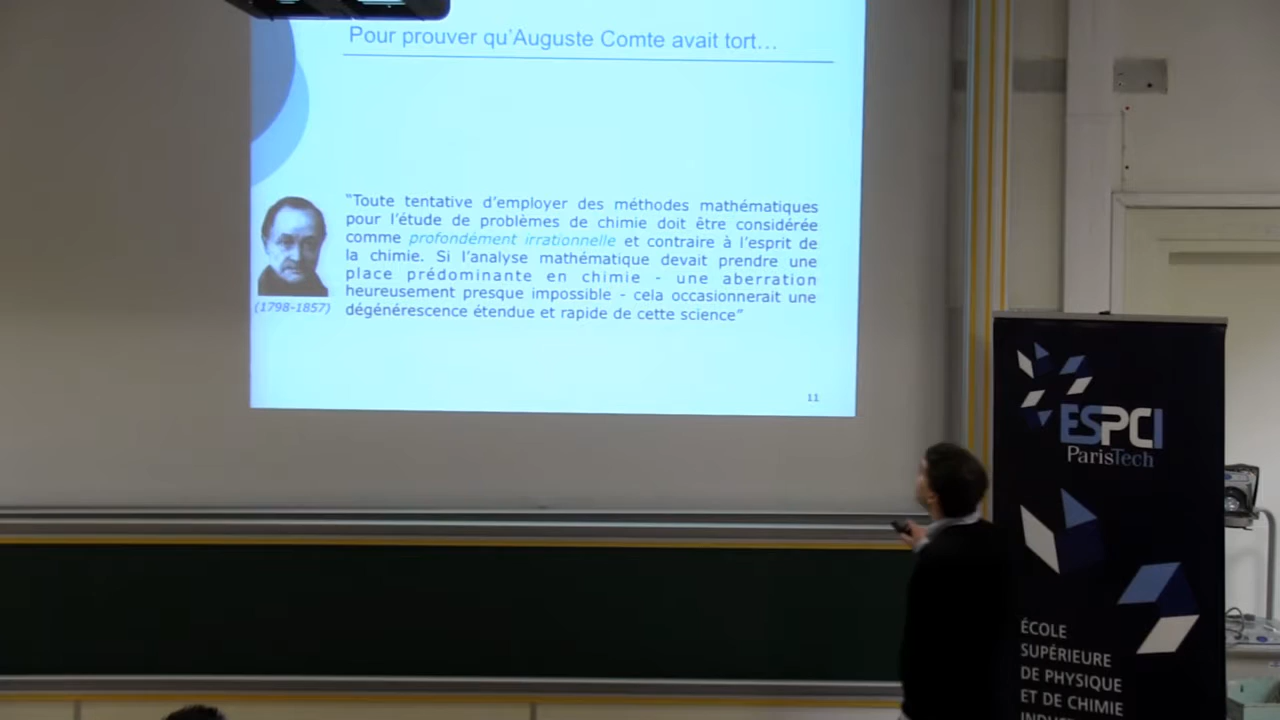 Pour prouver qu'Auguste Comte avait tort...
"Toute tentative d'employer des méthodes mathématiques
pour l'étude de problèmes de chimie doit être considérée
comme profondément irrationnelle et contraire à l'esprit de
la chimie. Si l'analyse mathématique devait prendre une
place prédominante en chimie - une aberration
heureusement presque impossible - cela occasionnerait une
dégénérescence étendue et rapide de cette science"
(1798-1857)
11
ESPCI
ParisTech
ÉCOLE
SUPÉRIEURE
DE PHYSIQUE
ET DE CHIMIE